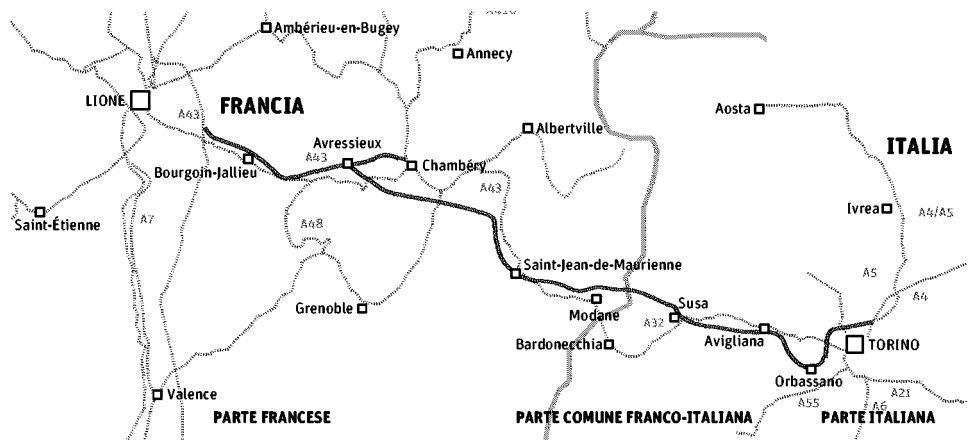 Ambérieu-en-Bugey
Annecy
LIONE
A43
FRANCIA
Aosta
Albertville
ITALIA
Avressieux
A43
Chambéry
Bourgoin-Jallieu
A43
Saint-Étienne
A7
A48
Ivrea
A4/A5
Saint-Jean-de-Maurienne
A5
A4
Grenoble
Modane
Susa
A32
Bardonecchia
Avigliana
TORINO
Orbassano
Valence
A55
A21
A6
PARTE FRANCESE
PARTE COMUNE FRANCO-ITALIANA
PARTE ITALIANA